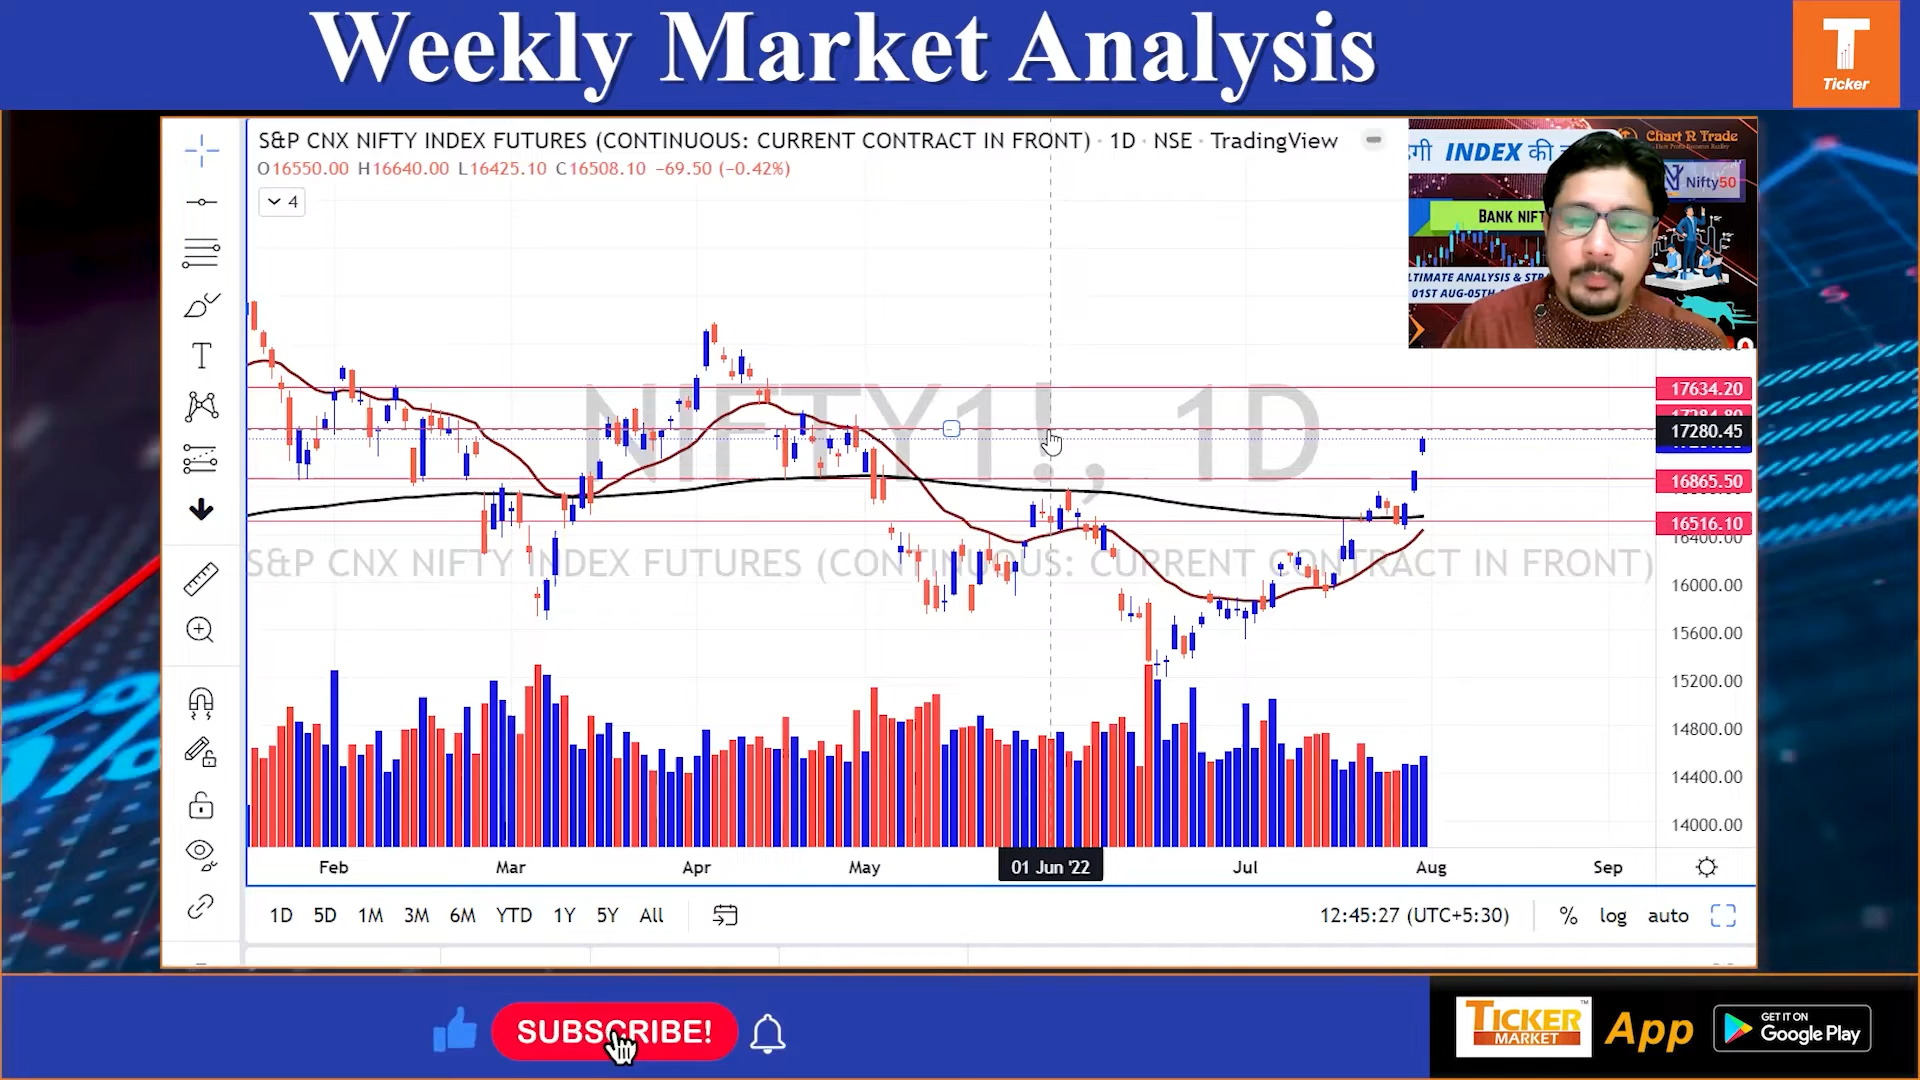 Weekly Market Analysis
T
Ticker
S&P CNX NIFTY INDEX FUTURES (CONTINUOUS: CURRENT CONTRACT IN FRONT) · 1D · NSE · TradingView
O16550.00 H16640.00 L16425.10 C16508.10 −69.50 (−0.42%)
4
Chart R Trade
INDEX की
Nifty50
BANK NIFT
LTIMATE ANALYSIS & STR
01ST AUG-05TH
NIFTY1!, 1D
S&P CNX NIFTY INDEX FUTURES (CONTINUOUS: CURRENT CONTRACT IN FRONT)
17634.20
17280.45
16865.50
16516.10
16400.00
16000.00
15600.00
15200.00
14800.00
14400.00
14000.00
Feb Mar Apr May 01 Jun '22 Jul Aug Sep
1D 5D 1M 3M 6M YTD 1Y 5Y All
12:45:27 (UTC+5:30) % log auto
SUBSCRIBE!
TICKER
MARKET
App
GET IT ON
Google Play